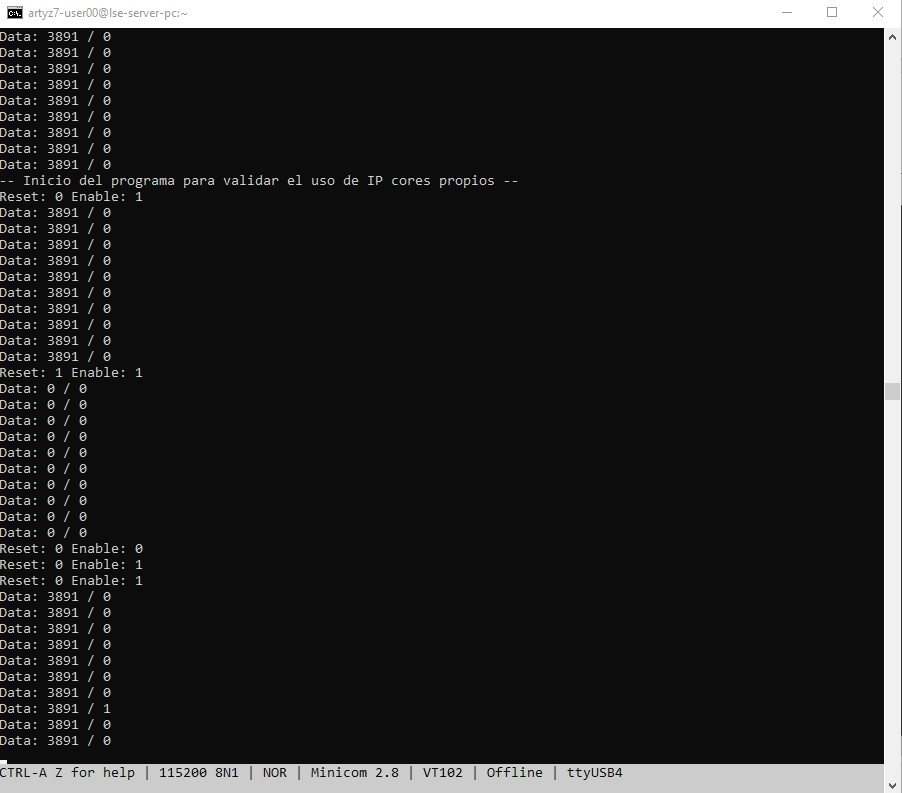 artyz7-user00@lse-server-pc:~
Data: 3891 / 0
Data: 3891 / 0
Data: 3891 / 0
Data: 3891 / 0
Data: 3891 / 0
Data: 3891 / 0
Data: 3891 / 0
Data: 3891 / 0
Data: 3891 / 0
-- Inicio del programa para validar el uso de IP cores propios --
Reset: 0 Enable: 1
Data: 3891 / 0
Data: 3891 / 0
Data: 3891 / 0
Data: 3891 / 0
Data: 3891 / 0
Data: 3891 / 0
Data: 3891 / 0
Data: 3891 / 0
Data: 3891 / 0
Data: 3891 / 0
Reset: 1 Enable: 1
Data: 0 / 0
Data: 0 / 0
Data: 0 / 0
Data: 0 / 0
Data: 0 / 0
Data: 0 / 0
Data: 0 / 0
Data: 0 / 0
Data: 0 / 0
Data: 0 / 0
Reset: 0 Enable: 0
Reset: 0 Enable: 1
Reset: 0 Enable: 1
Data: 3891 / 0
Data: 3891 / 0
Data: 3891 / 0
Data: 3891 / 0
Data: 3891 / 0
Data: 3891 / 0
Data: 3891 / 0
Data: 3891 / 1
Data: 3891 / 0
Data: 3891 / 0
CTRL-A Z for help | 115200 8N1 | NOR | Minicom 2.8 | VT102 | Offline | ttyUSB4